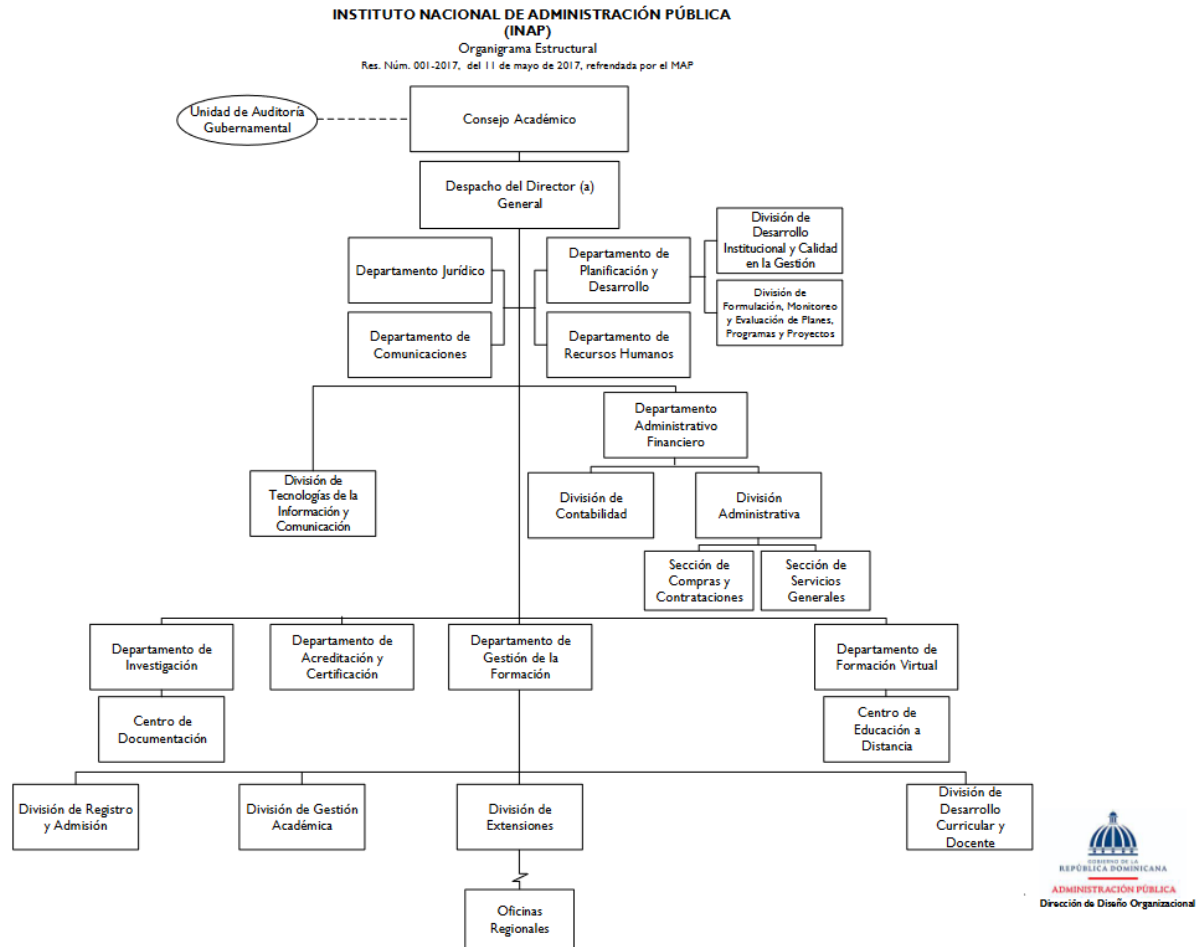 INSTITUTO NACIONAL DE ADMINISTRACIÓN PÚBLICA
(INAP)
Organigrama Estructural
Res. Núm. 001-2017, del 11 de mayo de 2017, refrendada por el MAP
Unidad de Auditoría
Gubernamental
Consejo Académico
Despacho del Director (a)
General
Departamento Jurídico
Departamento de
Planificación y
Desarrollo
División de
Desarrollo
Institucional y Calidad
en la Gestión
División de
Formulación, Monitoreo
y Evaluación de Planes,
Programas y Proyectos
Departamento de
Comunicaciones
Departamento de
Recursos Humanos
Departamento
Administrativo
Financiero
División de
Tecnologías de la
Información y
Comunicación
División de
Contabilidad
División
Administrativa
Sección de
Compras y
Contrataciones
Sección de
Servicios
Generales
Departamento de
Investigación
Departamento de
Acreditación y
Certificación
Departamento de
Gestión de la
Formación
Departamento de
Formación Virtual
Centro de
Documentación
Centro de
Educación a
Distancia
División de Registro
y Admisión
División de Gestión
Académica
División de
Extensiones
División de
Desarrollo
Curricular y
Docente
Oficinas
Regionales
GOBIERNO DE LA
REPÚBLICA DOMINICANA
ADMINISTRACIÓN PÚBLICA
Dirección de Diseño Organizacional